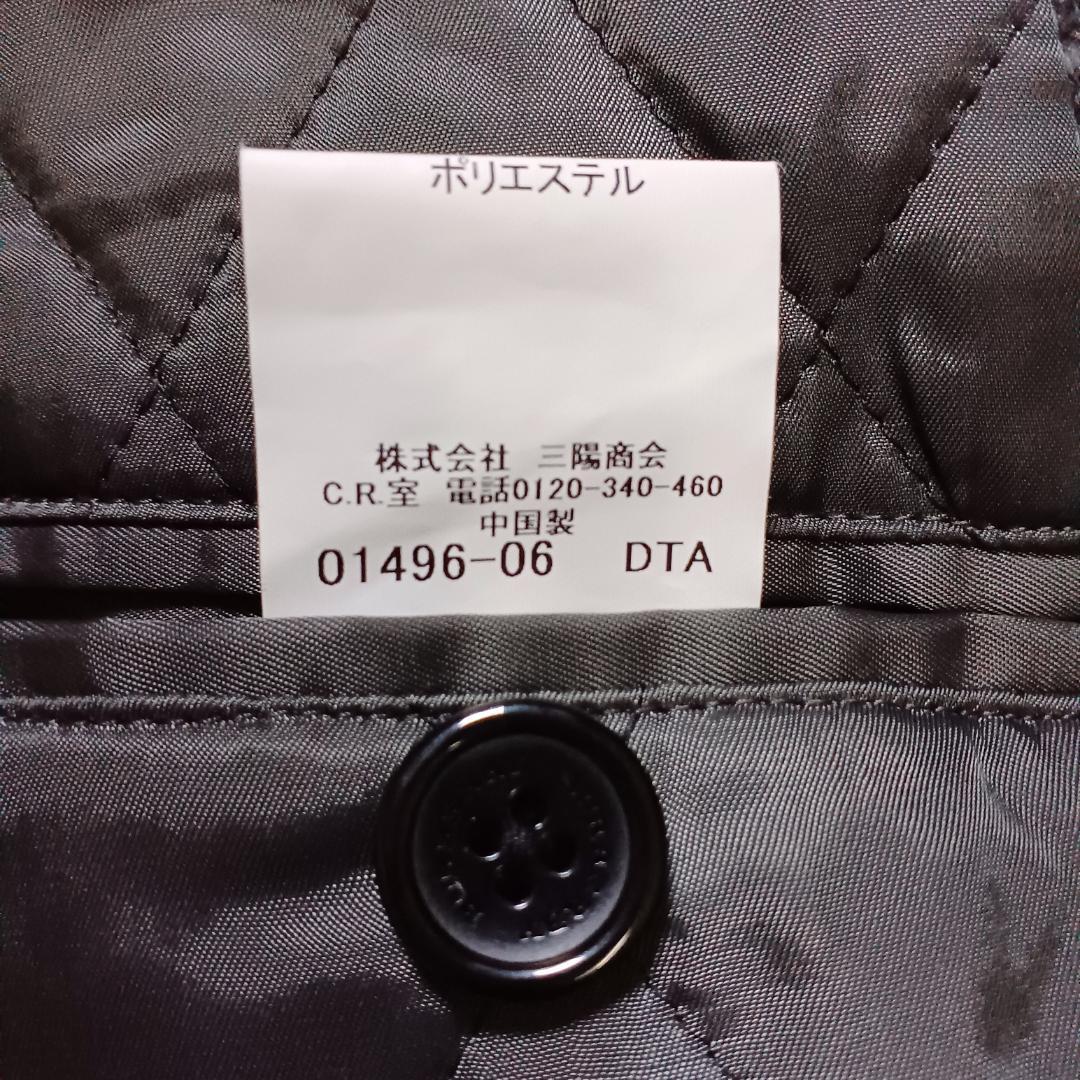 ポリエステル
株式会社 三陽商会
C.R.室 電話0120-340-460
中国製
01496-06 DTA